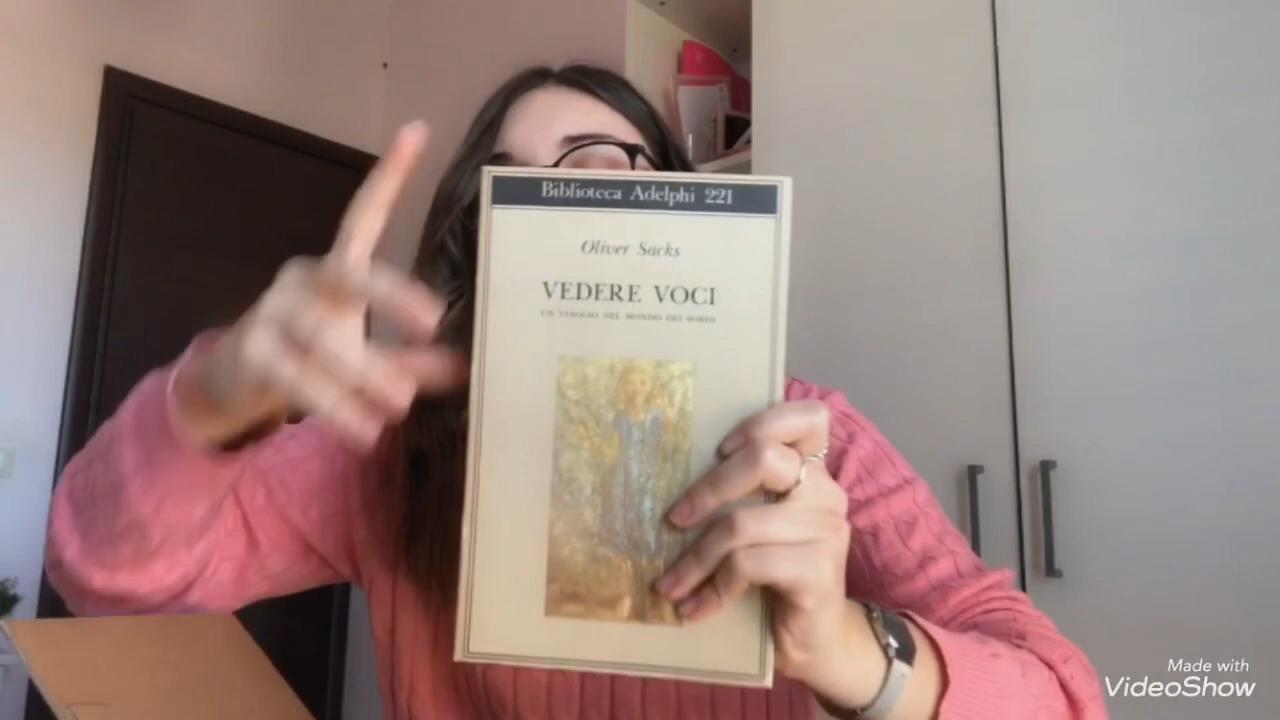 Biblioteca Adelphi 221
Oliver Sacks
VEDERE VOCI
UN VIAGGIO NEL MONDO DEI SORDI
Made with
VideoShow